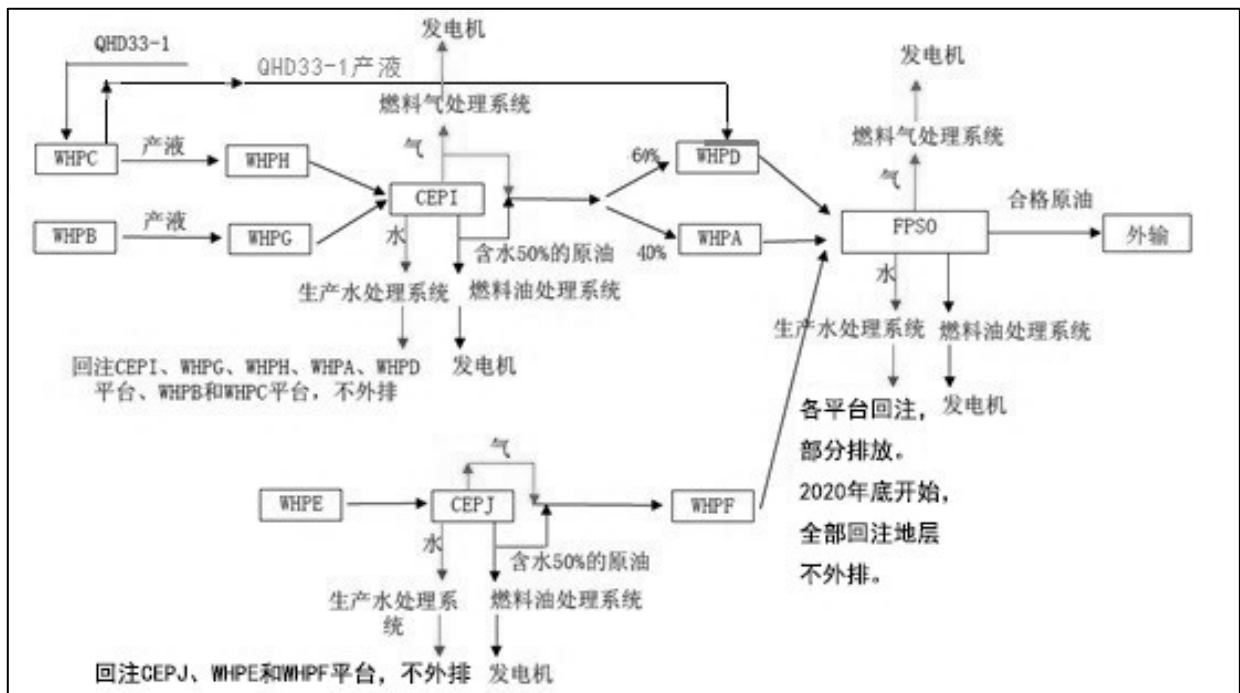 发电机
QHD33-1
QHD33-1产液
燃料气处理系统
气
WHPC
产液
WHPH
CEPI
60%
WHPD
WHPB
产液
WHPG
水
含水50%的原油
40%
WHPA
生产水处理系统
燃料油处理系统
回注CEPI、WHPG、WHPH、WHPA、WHPD
平台、WHPB和WHPC平台，不外排
发电机
发电机
燃料气处理系统
气
FPSO
合格原油
外输
水
生产水处理系统
燃料油处理系统
各平台回注，
部分排放。
2020年底开始，
全部回注地层
不外排。
发电机
气
WHPE
CEPJ
WHPF
水
含水50%的原油
生产水处理系
统
燃料油处理系统
回注CEPJ、WHPE和WHPF平台，不外排
发电机